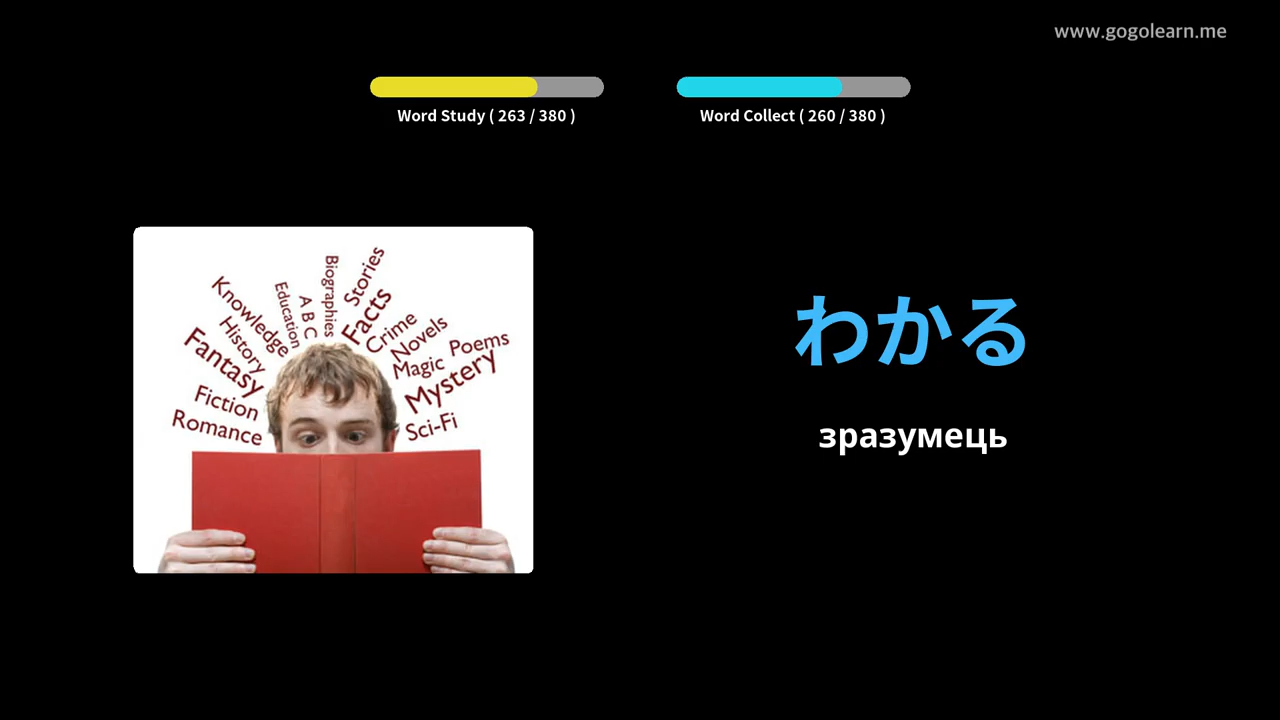 www.gogolearn.me
Word Study ( 263 / 380 )
Word Collect ( 260 / 380 )
Biographies
Stories
Education
A B C
Facts
Knowledge
Crime
History
Novels
Fantasy
Magic
Poems
Mystery
Fiction
Romance
Sci-Fi
わかる
зразумець